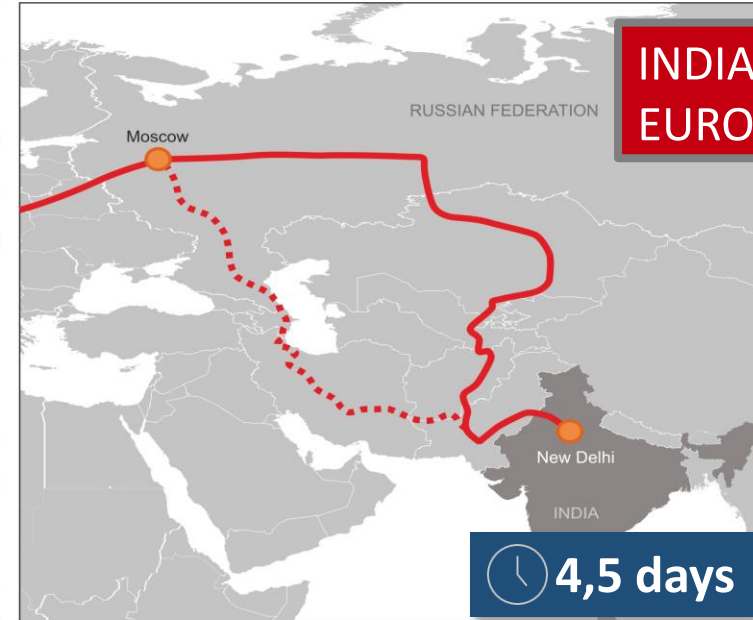 INDIA
EURO
RUSSIAN FEDERATION
Moscow
New Delhi
INDIA
4,5 days